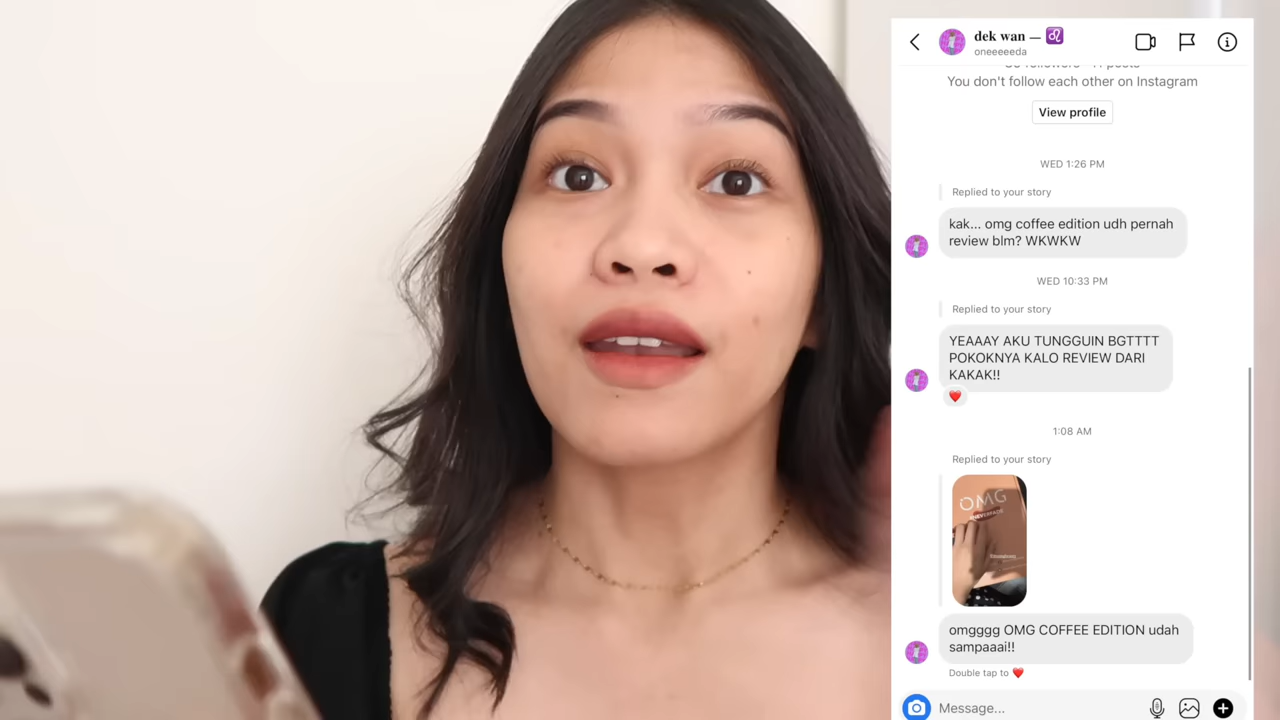 dek wan — ♌
oneeeeeda
You don't follow each other on Instagram
View profile
WED 1:26 PM
Replied to your story
kak... omg coffee edition udh pernah
review blm? WKWKW
WED 10:33 PM
Replied to your story
YEAAAY AKU TUNGGUIN BGTTTT
POKOKNYA KALO REVIEW DARI
KAKAK!!
1:08 AM
Replied to your story
OMG
omgggg OMG COFFEE EDITION udah
sampaaai!!
Double tap to ❤️
Message...